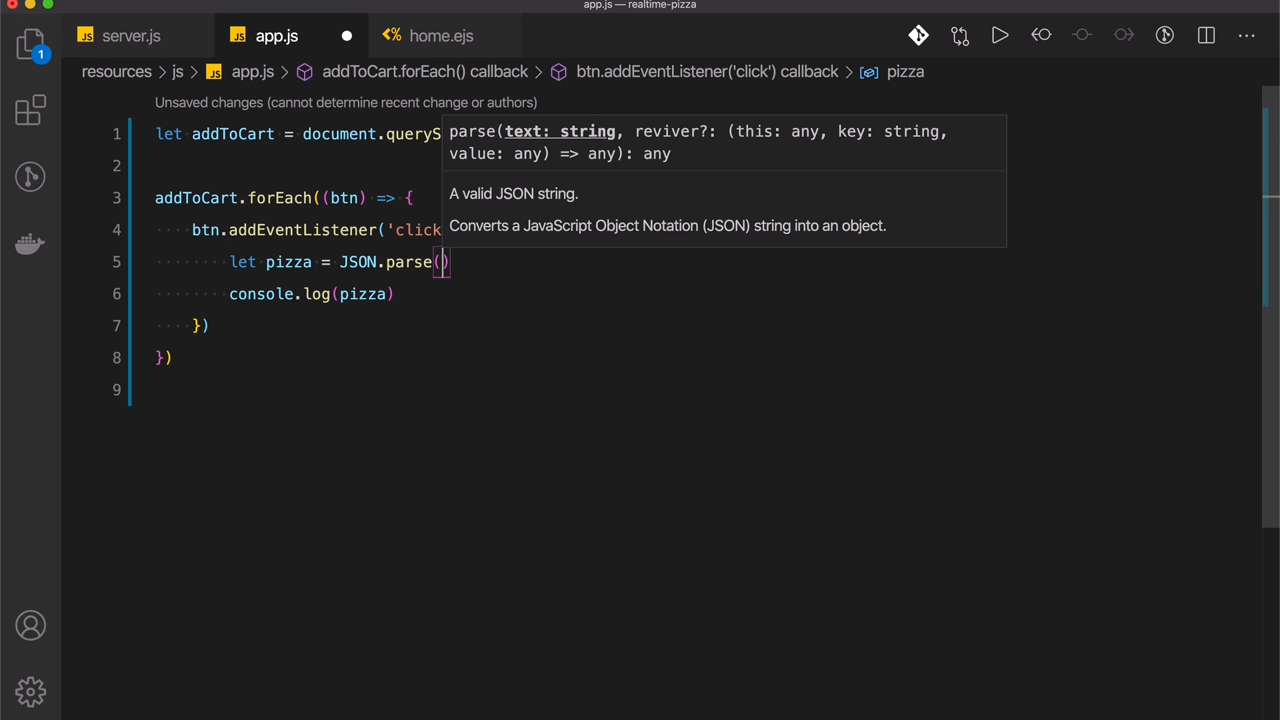 app.js — realtime-pizza
JS server.js
JS app.js
home.ejs
1
resources > js > JS app.js > addToCart.forEach() callback > btn.addEventListener('click') callback > pizza
Unsaved changes (cannot determine recent change or authors)
1 let addToCart = document.queryS
2
3 addToCart.forEach((btn) => {
4 btn.addEventListener('click
5 let pizza = JSON.parse()
6 console.log(pizza)
7 })
8 })
9
parse(text: string, reviver?: (this: any, key: string,
value: any) => any): any
A valid JSON string.
Converts a JavaScript Object Notation (JSON) string into an object.